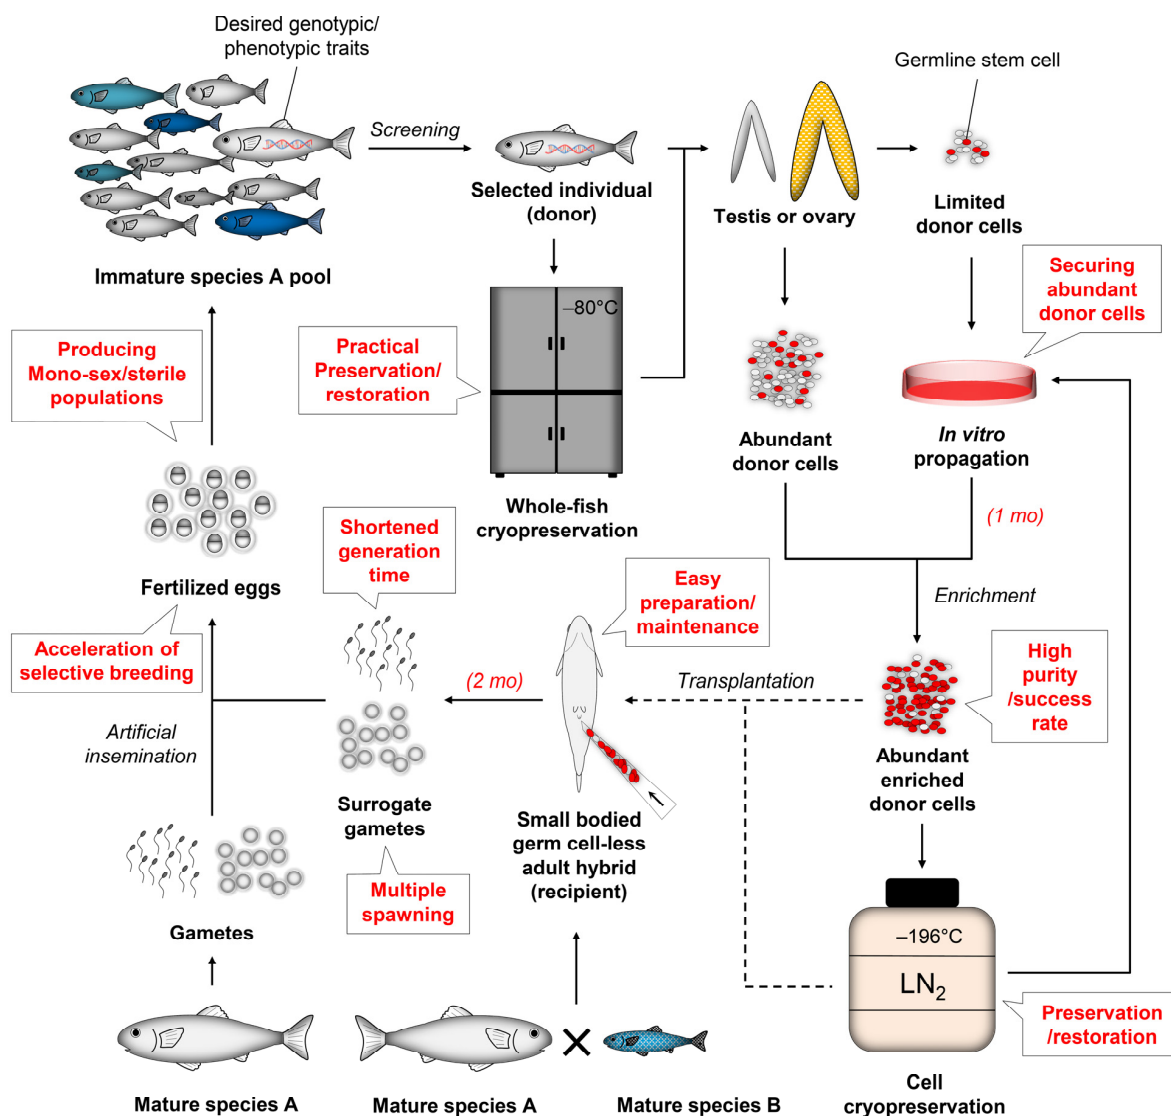 Desired genotypic/
phenotypic traits
Germline stem cell
Screening
Selected individual
(donor)
Testis or ovary
Limited
donor cells
Immature species A pool
Securing
abundant
donor cells
–80°C
Producing
Mono-sex/sterile
populations
Practical
Preservation/
restoration
Abundant
donor cells
In vitro
propagation
Whole-fish
cryopreservation
(1 mo)
Shortened
generation
time
Fertilized eggs
Easy
preparation/
maintenance
Enrichment
Acceleration of
selective breeding
High
purity
/success
rate
(2 mo)
Transplantation
Artificial
insemination
Abundant
enriched
donor cells
Surrogate
gametes
Small bodied
germ cell-less
adult hybrid
(recipient)
Multiple
spawning
Gametes
–196°C
LN₂
Preservation
/restoration
Mature species A
Mature species A
Mature species B
Cell
cryopreservation